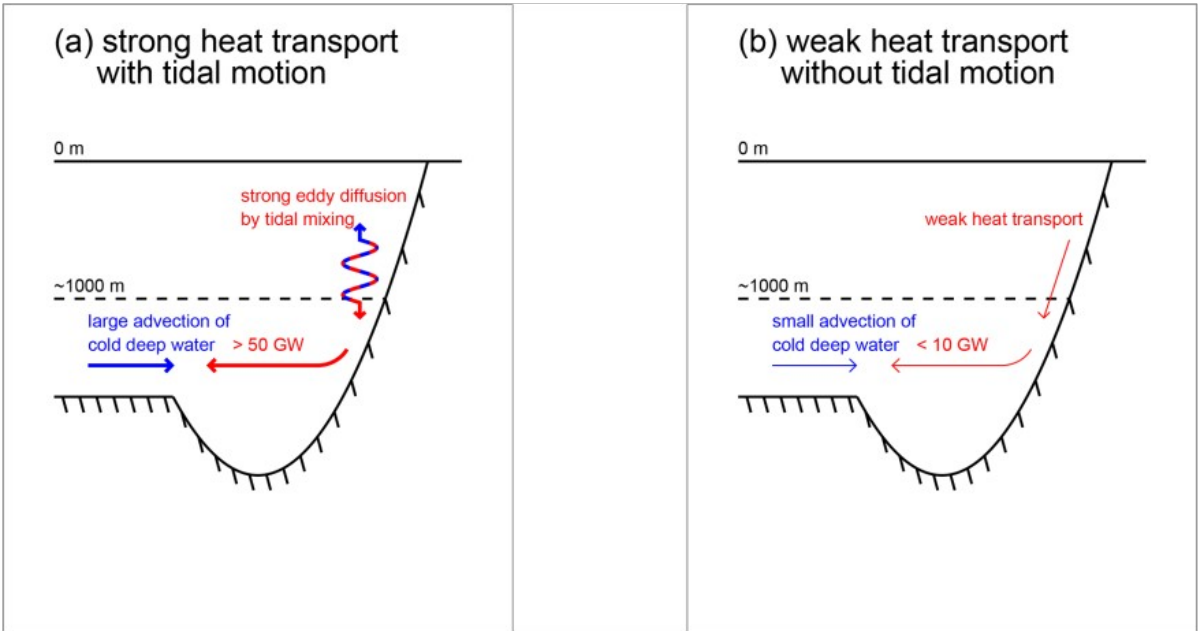 (a) strong heat transport
with tidal motion
0 m
strong eddy diffusion
by tidal mixing
~1000 m
large advection of
cold deep water > 50 GW
(b) weak heat transport
without tidal motion
0 m
weak heat transport
~1000 m
small advection of
cold deep water < 10 GW